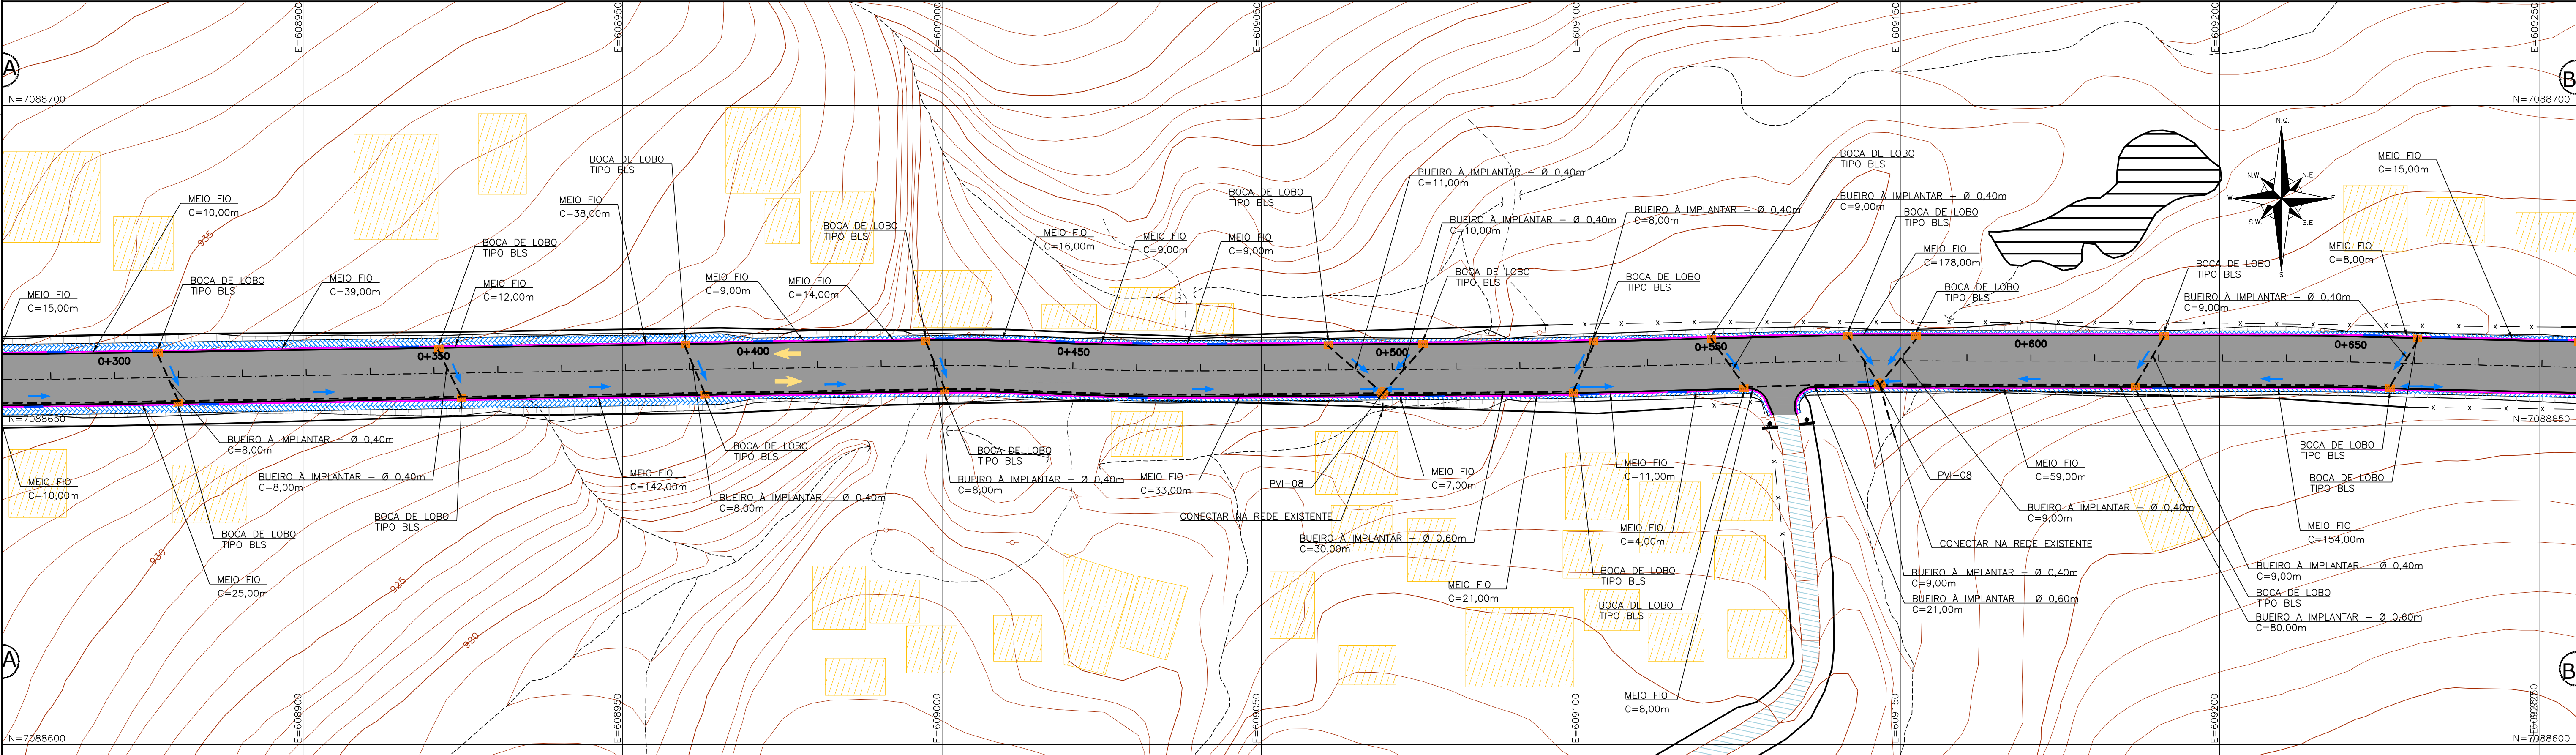 E=608900
E=608950
E=609000
E=609050
E=609100
E=609150
E=609200
E=609250
A
B
N=7088700
N=7088700
N.Q.
N.W.
N.E.
W
E
S.W.
S.E.
S
BOCA DE LOBO
TIPO BLS
BOCA DE LOBO
TIPO BLS
MEIO FIO
C=15,00m
BUEIRO À IMPLANTAR - Ø 0,40m
C=11,00m
MEIO FIO
C=10,00m
MEIO FIO
C=38,00m
BOCA DE LOBO
TIPO BLS
BUEIRO À IMPLANTAR - Ø 0,40m
C=9,00m
BUEIRO À IMPLANTAR - Ø 0,40m
C=8,00m
BOCA DE LOBO
TIPO BLS
BUEIRO À IMPLANTAR - Ø 0,40m
C=10,00m
BOCA DE LOBO
TIPO BLS
935
BOCA DE LOBO
TIPO BLS
MEIO FIO
C=16,00m
MEIO FIO
C=9,00m
MEIO FIO
C=9,00m
MEIO FIO
C=178,00m
MEIO FIO
C=8,00m
BOCA DE LOBO
TIPO BLS
MEIO FIO
C=39,00m
MEIO FIO
C=12,00m
MEIO FIO
C=9,00m
MEIO FIO
C=14,00m
BOCA DE LOBO
TIPO BLS
BOCA DE LOBO
TIPO BLS
BOCA DE LOBO
TIPO BLS
BOCA DE LOBO
TIPO BLS
MEIO FIO
C=15,00m
BUEIRO À IMPLANTAR - Ø 0,40m
C=9,00m
0+300
0+350
0+400
0+450
0+500
0+550
0+600
0+650
N=7088650
N=7088650
BUEIRO À IMPLANTAR - Ø 0,40m
C=8,00m
BOCA DE LOBO
TIPO BLS
BOCA DE LOBO
TIPO BLS
BOCA DE LOBO
TIPO BLS
MEIO FIO
C=10,00m
BUEIRO À IMPLANTAR - Ø 0,40m
C=8,00m
MEIO FIO
C=142,00m
BUEIRO À IMPLANTAR - Ø 0,40m
C=8,00m
MEIO FIO
C=33,00m
PVI-08
MEIO FIO
C=7,00m
MEIO FIO
C=11,00m
PVI-08
MEIO FIO
C=59,00m
BOCA DE LOBO
TIPO BLS
BUEIRO À IMPLANTAR - Ø 0,40m
C=8,00m
BUEIRO À IMPLANTAR - Ø 0,40m
C=9,00m
BOCA DE LOBO
TIPO BLS
CONECTAR NA REDE EXISTENTE
BOCA DE LOBO
TIPO BLS
BUEIRO À IMPLANTAR - Ø 0,60m
C=30,00m
MEIO FIO
C=4,00m
CONECTAR NA REDE EXISTENTE
MEIO FIO
C=154,00m
930
925
920
MEIO FIO
C=25,00m
MEIO FIO
C=21,00m
BOCA DE LOBO
TIPO BLS
BOCA DE LOBO
TIPO BLS
BUEIRO À IMPLANTAR - Ø 0,40m
C=9,00m
BUEIRO À IMPLANTAR - Ø 0,60m
C=21,00m
BUEIRO À IMPLANTAR - Ø 0,40m
C=9,00m
BOCA DE LOBO
TIPO BLS
BUEIRO À IMPLANTAR - Ø 0,60m
C=80,00m
A
B
MEIO FIO
C=8,00m
E=608900
E=608950
E=609000
E=609050
E=609100
E=609150
E=609200
N=7088600
N=7088600